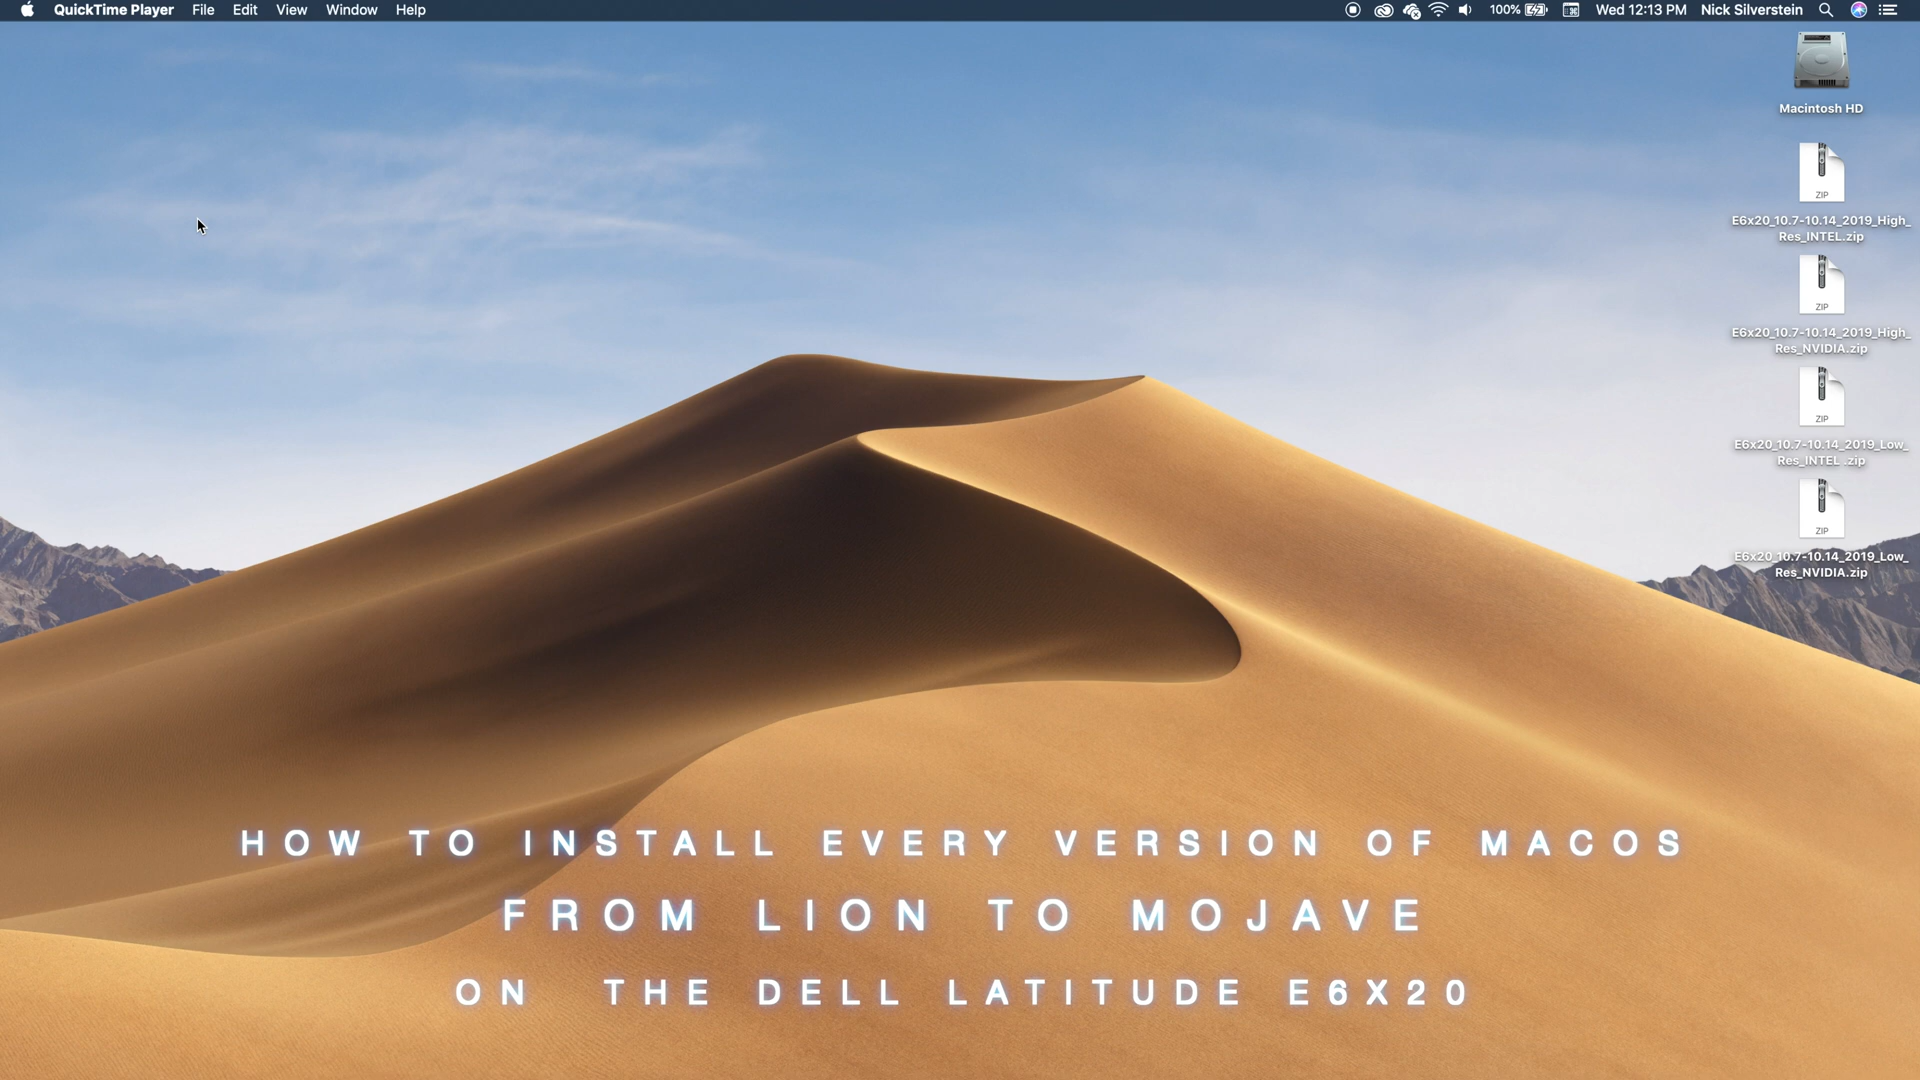 QuickTime Player File Edit View Window Help 100% Wed 12:13 PM Nick Silverstein
Macintosh HD
ZIP
E6x20_10.7-10.14_2019_High_
Res_INTEL.zip
ZIP
E6x20_10.7-10.14_2019_High_
Res_NVIDIA.zip
ZIP
E6x20_10.7-10.14_2019_Low_
Res_INTEL .zip
ZIP
E6x20_10.7-10.14_2019_Low_
Res_NVIDIA.zip
HOW TO INSTALL EVERY VERSION OF MACOS
FROM LION TO MOJAVE
ON THE DELL LATITUDE E6X20